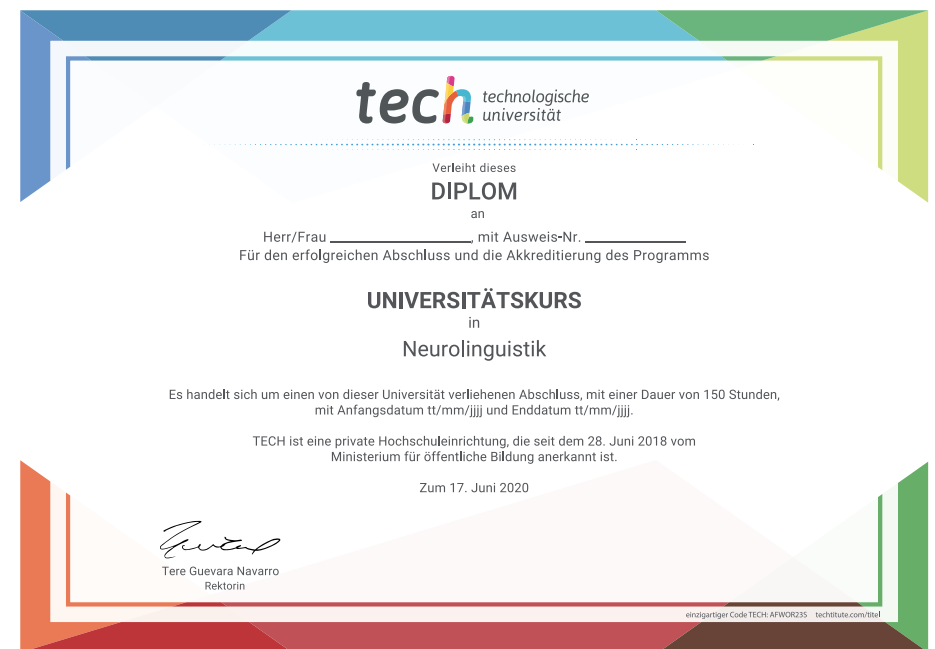 tech technologische
universität
Verleiht dieses
DIPLOM
an
Herr/Frau ________________, mit Ausweis-Nr. ____________
Für den erfolgreichen Abschluss und die Akkreditierung des Programms
UNIVERSITÄTSKURS
in
Neurolinguistik
Es handelt sich um einen von dieser Universität verliehenen Abschluss, mit einer Dauer von 150 Stunden,
mit Anfangsdatum tt/mm/jjjj und Enddatum tt/mm/jjjj.
TECH ist eine private Hochschuleinrichtung, die seit dem 28. Juni 2018 vom
Ministerium für öffentliche Bildung anerkannt ist.
Zum 17. Juni 2020
Tere Guevara Navarro
Rektorin
einzigartiger Code TECH: AFWOR23S techtitute.com/titel